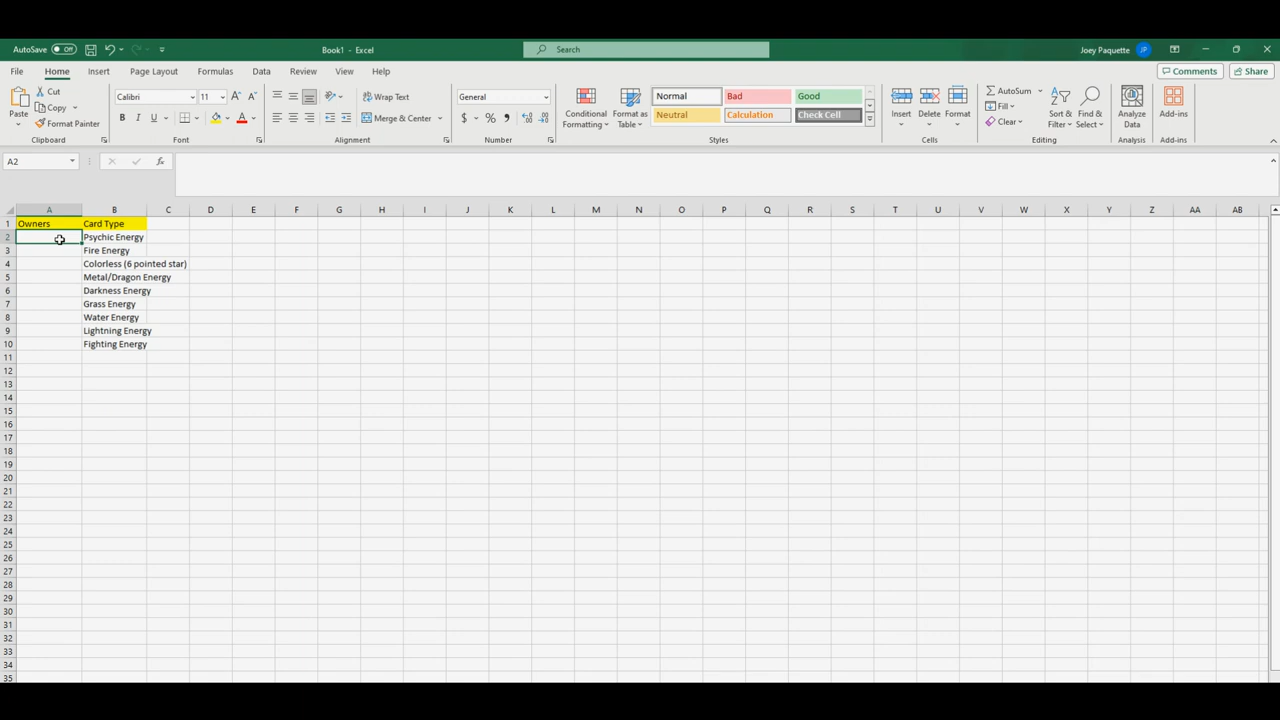 AutoSave Off Book1 - Excel Search Joey Paquette JP
File Home Insert Page Layout Formulas Data Review View Help Comments Share
Paste Cut Copy Format Painter Clipboard
Calibri 11 B I U A Font
Wrap Text Merge & Center Alignment
General $ % , Number
Conditional Formatting Format as Table Normal Bad Good Neutral Calculation Check Cell Styles
Insert Delete Format Cells
AutoSum Fill Clear Sort & Filter Find & Select Editing
Analyze Data Analysis
Add-ins Add-ins
A2 fx
A B C D E F G H I J K L M N O P Q R S T U V W X Y Z AA AB
1 Owners Card Type
2 Psychic Energy
3 Fire Energy
4 Colorless (6 pointed star)
5 Metal/Dragon Energy
6 Darkness Energy
7 Grass Energy
8 Water Energy
9 Lightning Energy
10 Fighting Energy
11
12
13
14
15
16
17
18
19
20
21
22
23
24
25
26
27
28
29
30
31
32
33
34
35